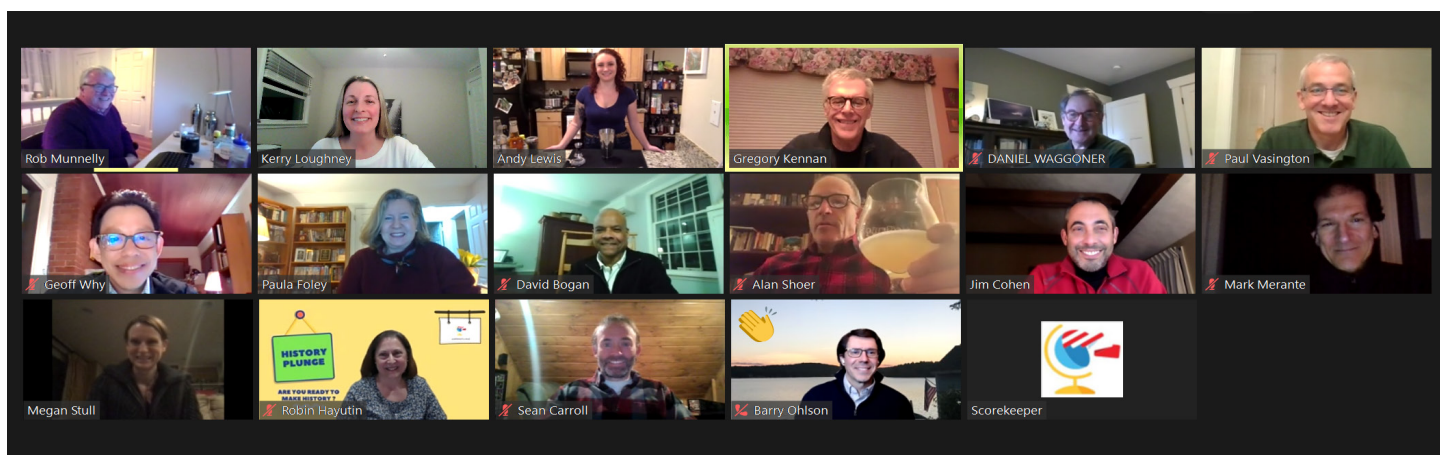 Rob Munnelly
Kerry Loughney
Andy Lewis
Gregory Kennan
DANIEL WAGGONER
Paul Vasington
Geoff Why
Paula Foley
David Bogan
Alan Shoer
Jim Cohen
Mark Merante
Megan Stull
HISTORY
PLUNGE
ARE YOU READY TO
MAKE HISTORY?
Robin Hayutin
Sean Carroll
Barry Ohlson
Scorekeeper